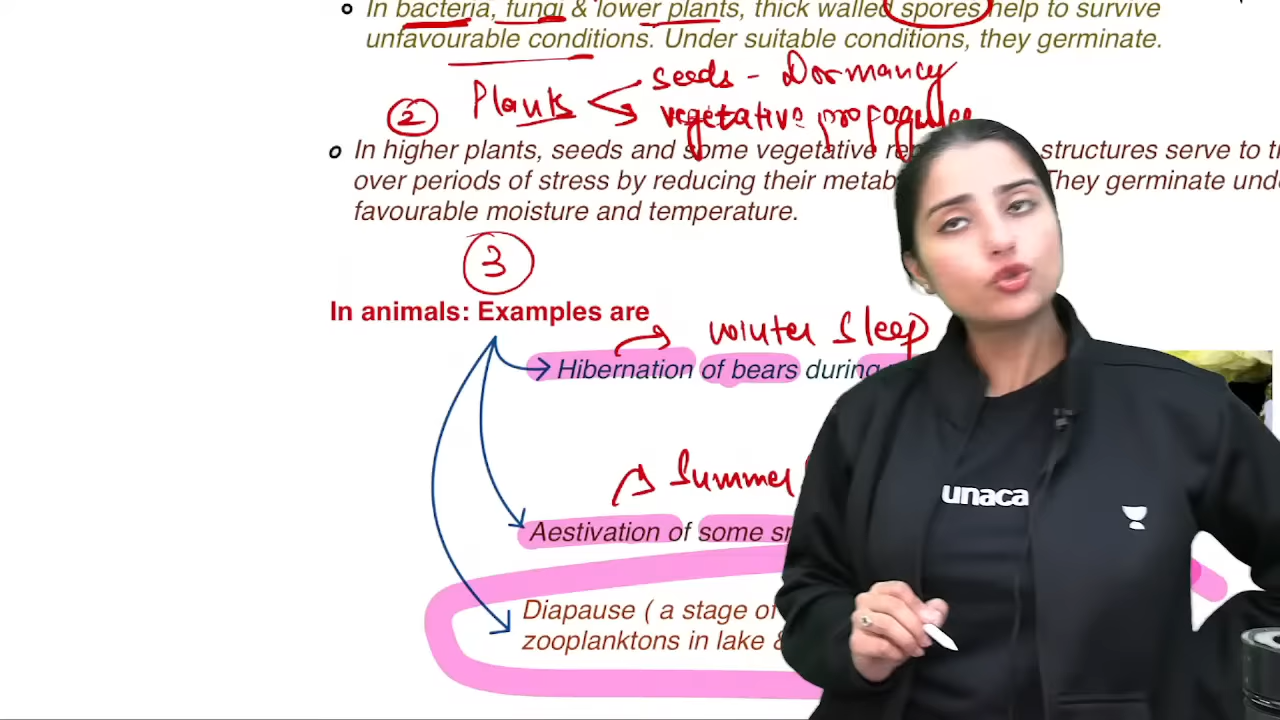 o In bacteria, fungi & lower plants, thick walled spores help to survive
unfavourable conditions. Under suitable conditions, they germinate.
2 Plants seeds - Dormancy
vegetative propagules
o In higher plants, seeds and some vegetative structures serve to
over periods of stress by reducing their They germinate
favourable moisture and temperature.
3
In animals: Examples are
winter sleep
Hibernation of bears during
Summer
Aestivation of some
Diapause ( a stage of
zooplanktons in lake &
unaca